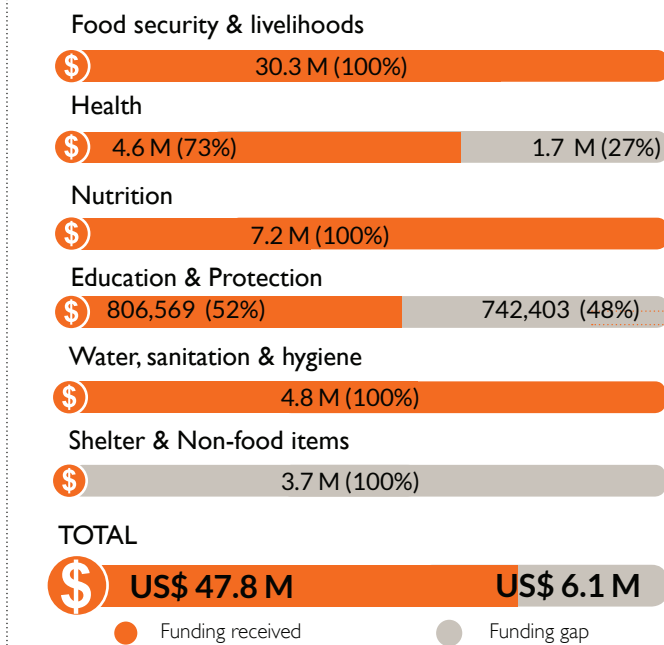 Food security & livelihoods
$ 30.3 M (100%)
Health
$ 4.6 M (73%) 1.7 M (27%)
Nutrition
$ 7.2 M (100%)
Education & Protection
$ 806,569 (52%) 742,403 (48%)
Water, sanitation & hygiene
$ 4.8 M (100%)
Shelter & Non-food items
$ 3.7 M (100%)
TOTAL
$ US$ 47.8 M US$ 6.1 M
Funding received Funding gap